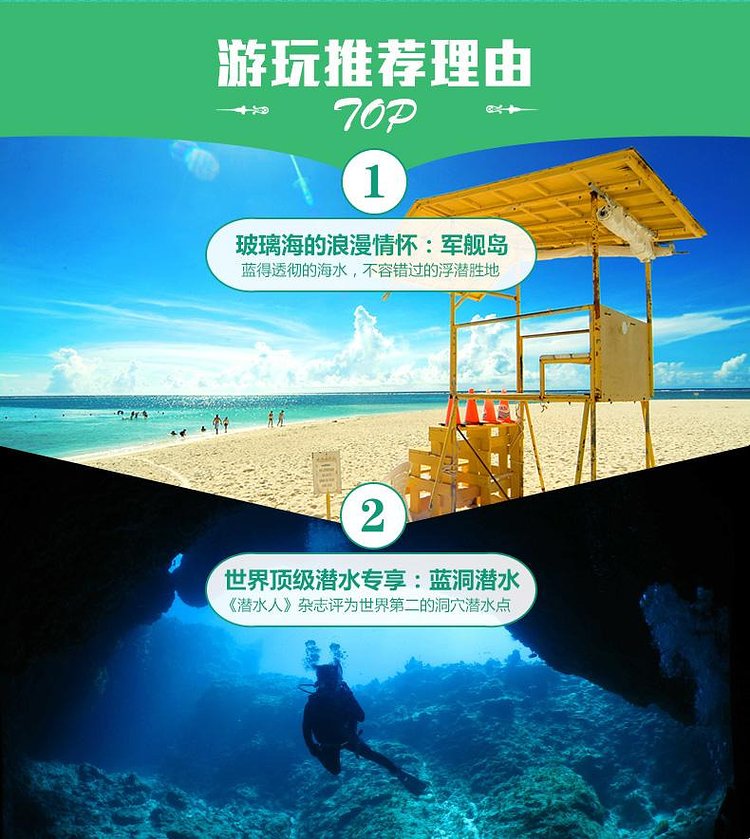 游玩推荐理由
TOP
1
玻璃海的浪漫情怀：军舰岛
蓝得透彻的海水，不容错过的浮潜胜地
2
世界顶级潜水专享：蓝洞潜水
《潜水人》杂志评为世界第二的洞穴潜水点